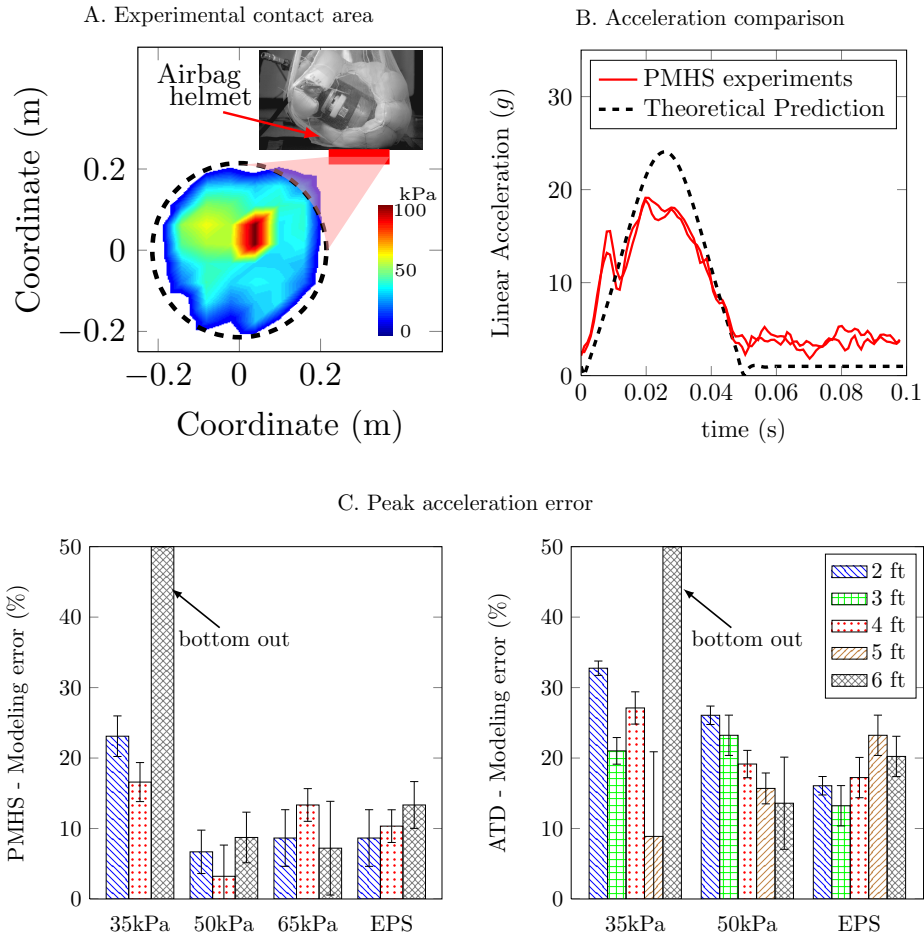 A. Experimental contact area
Coordinate (m)
0.2
0
−0.2
−0.2
0
0.2
Coordinate (m)
Airbag
helmet
kPa
100
50
0
B. Acceleration comparison
Linear Acceleration (g)
30
20
10
0
0
0.02
0.04
0.06
0.08
0.1
time (s)
PMHS experiments
Theoretical Prediction
C. Peak acceleration error
PMHS - Modeling error (%)
50
40
30
20
10
0
35kPa
50kPa
65kPa
EPS
bottom out
ATD - Modeling error (%)
50
40
30
20
10
0
35kPa
50kPa
EPS
bottom out
2 ft
3 ft
4 ft
5 ft
6 ft